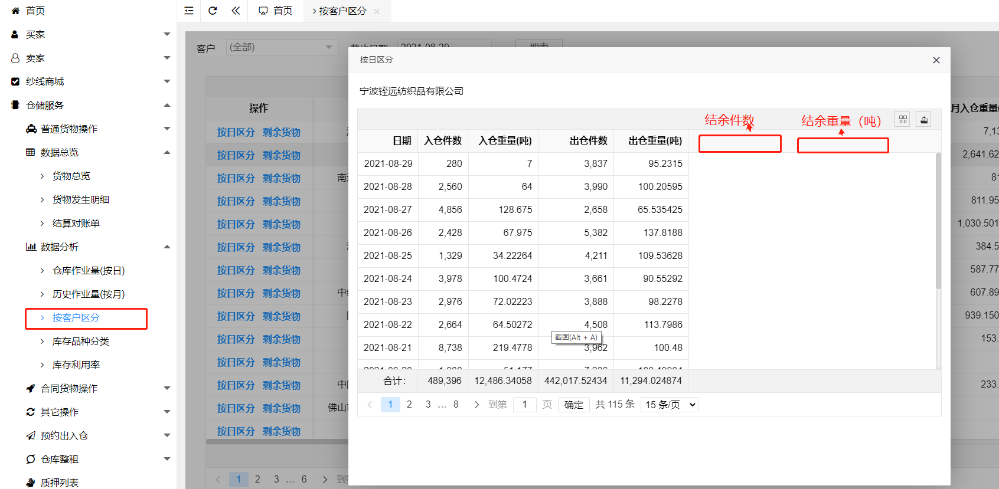 首页
买家
卖家
纱线商城
仓储服务
普通货物操作
数据总览
货物总览
货物发生明细
结算对账单
数据分析
仓库作业量(按日)
历史作业量(按月)
按客户区分
库存品种分类
库存利用率
合同货物操作
其它操作
预约出入仓
仓库整租
质押列表
首页 按客户区分
客户 (全部) 截止日期 2021-08-29 搜索
操作 月入仓重量
按日区分 剩余货物 7,13
按日区分 剩余货物 2,641.62
按日区分 剩余货物 南 81
按日区分 剩余货物 811.95
按日区分 剩余货物 1,030.501
按日区分 剩余货物 384.5
按日区分 剩余货物 587.77
按日区分 剩余货物 中 607.89
按日区分 剩余货物 939.150
按日区分 剩余货物 153.
按日区分 剩余货物
按日区分 剩余货物 中 233.
按日区分 剩余货物 佛山
按日区分 剩余货物
1 2 3 … 6 到第
按日区分
宁波铚远纺织品有限公司
结余件数 结余重量（吨）
日期 入仓件数 入仓重量(吨) 出仓件数 出仓重量(吨)
2021-08-29 280 7 3,837 95.2315
2021-08-28 2,560 64 3,990 100.20595
2021-08-27 4,856 128.675 2,658 65.535425
2021-08-26 2,428 67.975 5,382 137.8188
2021-08-25 1,329 34.22264 4,211 109.53628
2021-08-24 3,978 100.4724 3,661 90.55292
2021-08-23 2,976 72.02223 3,888 98.2278
2021-08-22 2,664 64.50272 4,508 113.7986
截图(Alt + A)
2021-08-21 8,738 219.4778 3,962 100.48
合计： 489,396 12,486.34058 442,017.52434 11,294.024874
1 2 3 … 8 到第 1 页 确定 共 115 条 15 条/页